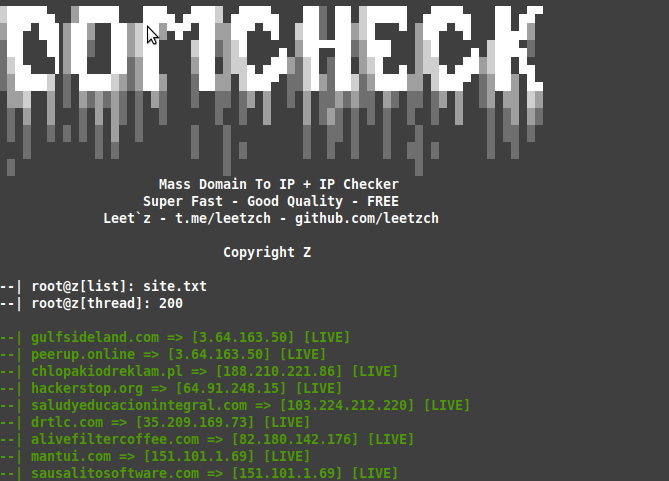 CDIPCHECK
Mass Domain To IP + IP Checker
Super Fast - Good Quality - FREE
Leet`z - t.me/leetzch - github.com/leetzch
Copyright Z
--| root@z[list]: site.txt
--| root@z[thread]: 200
--| gulfsideland.com => [3.64.163.50] [LIVE]
--| peerup.online => [3.64.163.50] [LIVE]
--| chlopakiodreklam.pl => [188.210.221.86] [LIVE]
--| hackerstop.org => [64.91.248.15] [LIVE]
--| saludyeducacionintegral.com => [103.224.212.220] [LIVE]
--| drtlc.com => [35.209.169.73] [LIVE]
--| alivefiltercoffee.com => [82.180.142.176] [LIVE]
--| mantui.com => [151.101.1.69] [LIVE]
--| sausalitosoftware.com => [151.101.1.69] [LIVE]